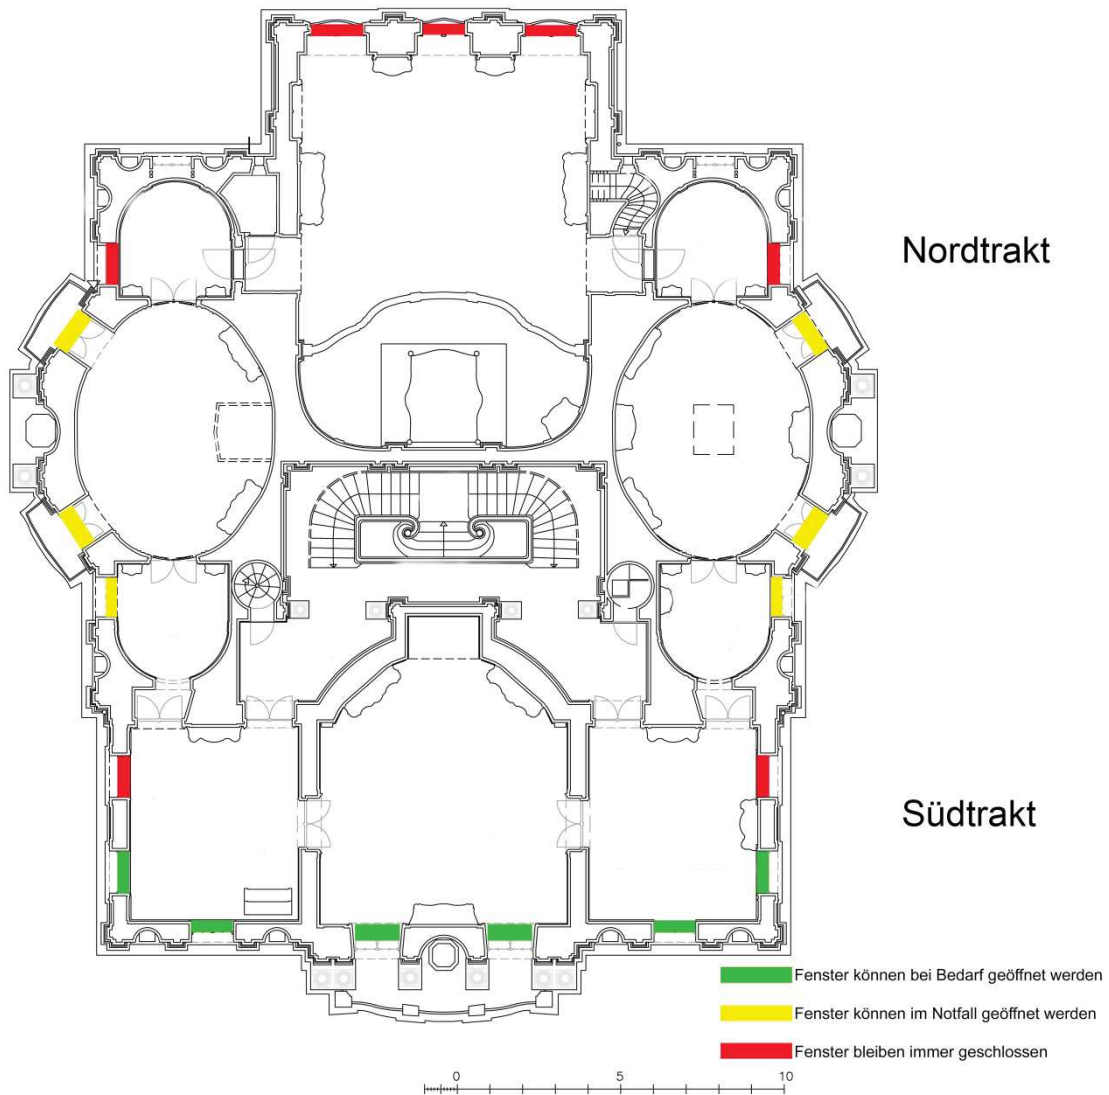 Nordtrakt
Südtrakt
Fenster können bei Bedarf geöffnet werden
Fenster können im Notfall geöffnet werden
Fenster bleiben immer geschlossen
0 5 10